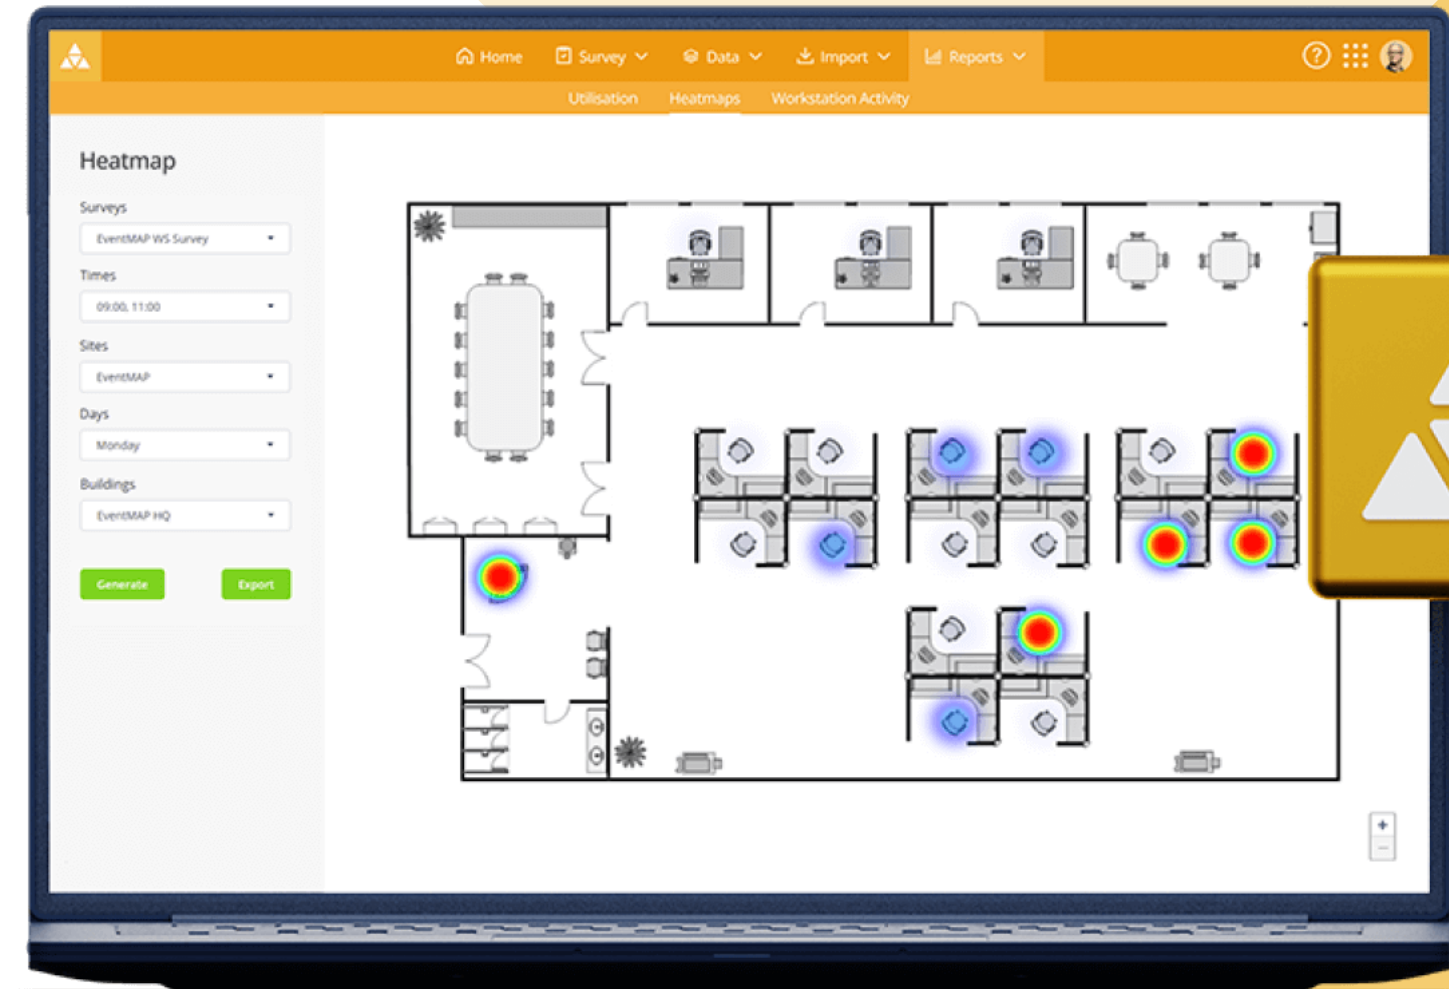 Home Survey Data Import Reports
Utilisation Heatmaps Workstation Activity
Heatmap
Surveys
EventMAP WS Survey
Times
09:00, 11:00
Sites
EventMAP
Days
Monday
Buildings
EventMAP HQ
Generate Export